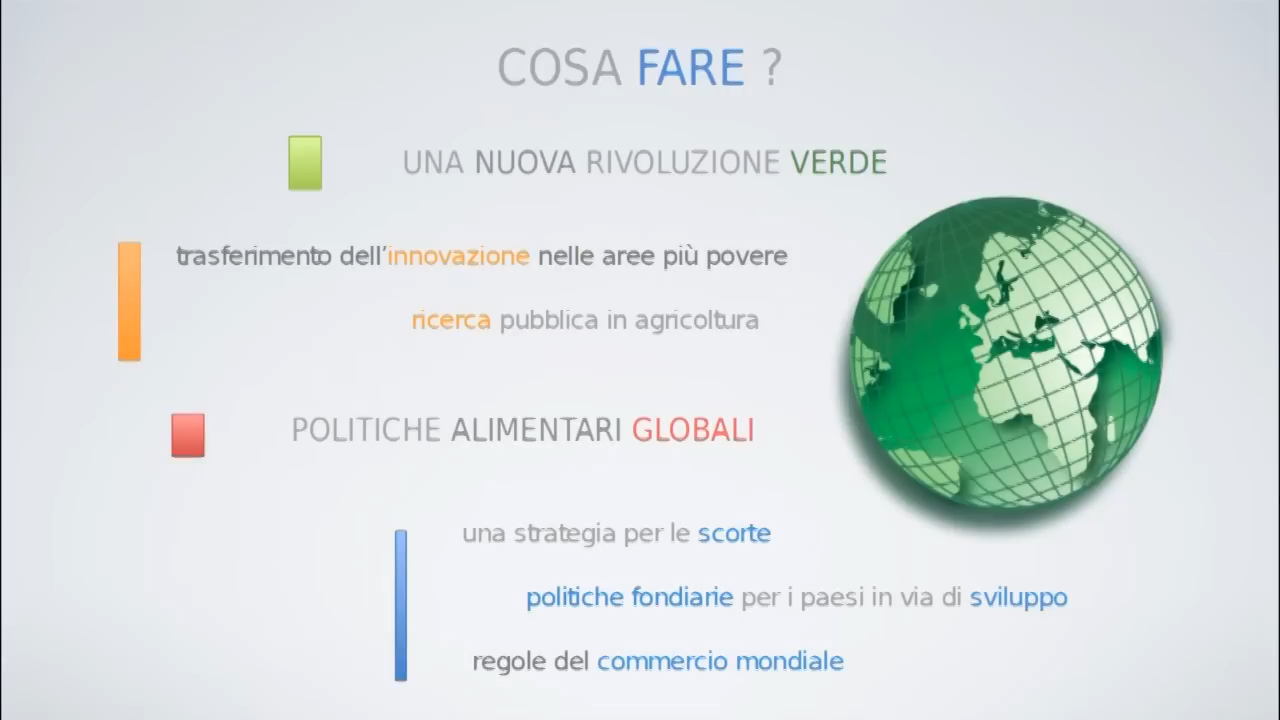 COSA FARE ?
UNA NUOVA RIVOLUZIONE VERDE
trasferimento dell'innovazione nelle aree più povere
ricerca pubblica in agricoltura
POLITICHE ALIMENTARI GLOBALI
una strategia per le scorte
politiche fondiarie per i paesi in via di sviluppo
regole del commercio mondiale